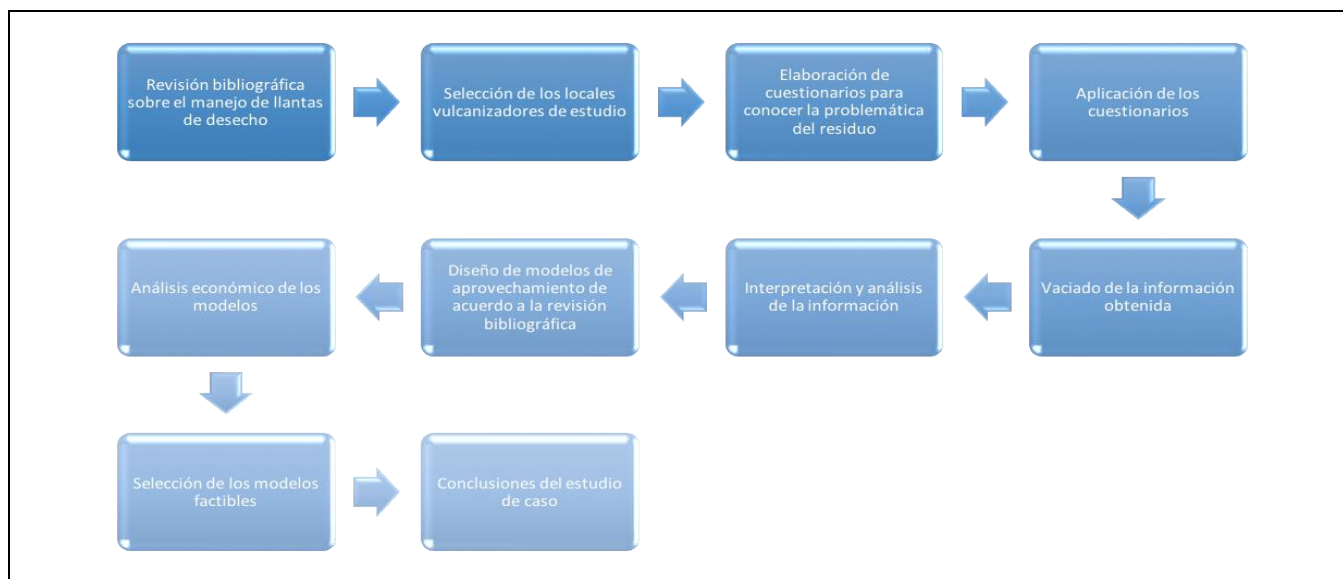 Revisión bibliográfica
sobre el manejo de llantas
de desecho
Selección de los locales
vulcanizadores de estudio
Elaboración de
cuestionarios para
conocer la problemática
del residuo
Aplicación de los
cuestionarios
Vaciado de la información
obtenida
Interpretación y análisis
de la información
Diseño de modelos de
aprovechamiento de
acuerdo a la revisión
bibliográfica
Análisis económico de los
modelos
Selección de los modelos
factibles
Conclusiones del estudio
de caso